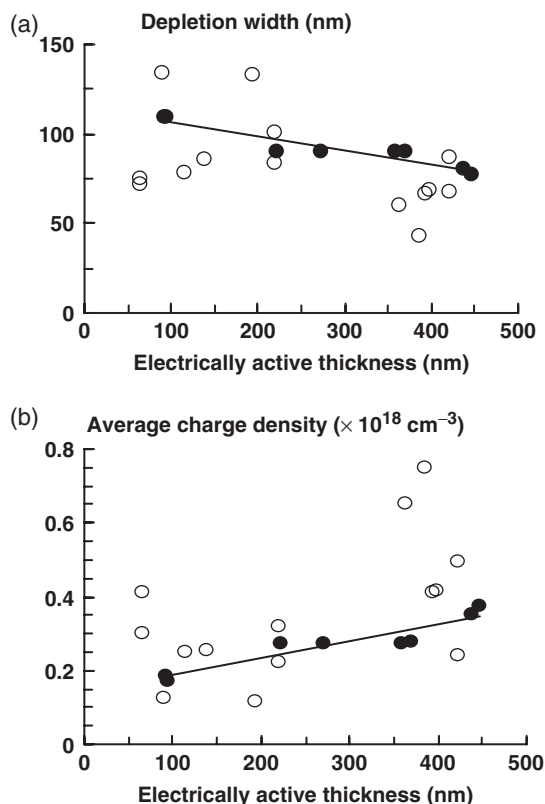 (a)
Depletion width (nm)
150
100
50
0
0 100 200 300 400 500
Electrically active thickness (nm)
(b)
Average charge density (× 10¹⁸ cm⁻³)
0.8
0.6
0.4
0.2
0
0 100 200 300 400 500
Electrically active thickness (nm)